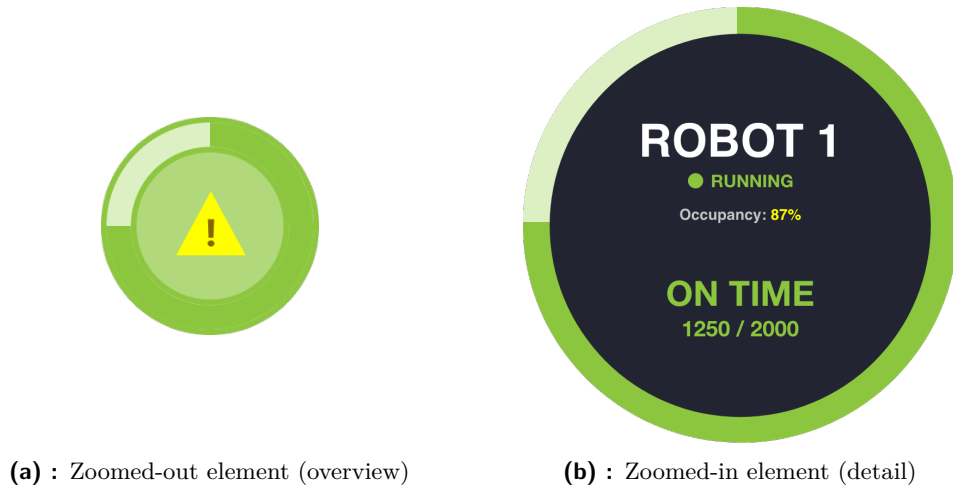 !
ROBOT 1
RUNNING
Occupancy: 87%
ON TIME
1250 / 2000
(a) : Zoomed-out element (overview)
(b) : Zoomed-in element (detail)